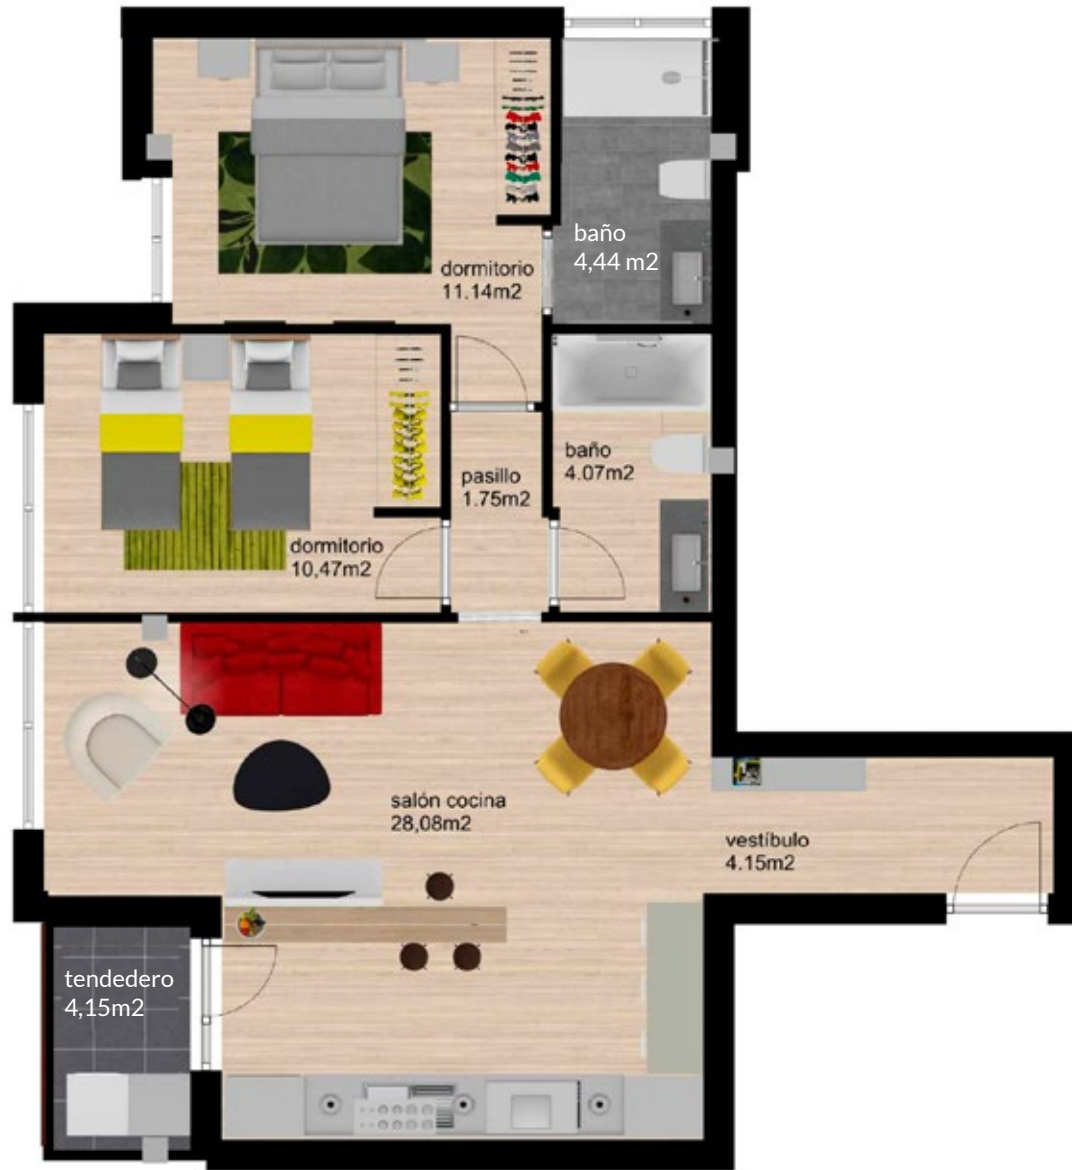 baño
4,44 m2
dormitorio
11.14m2
baño
4.07m2
pasillo
1.75m2
dormitorio
10,47m2
salón cocina
28,08m2
vestíbulo
4.15m2
tendedero
4,15m2